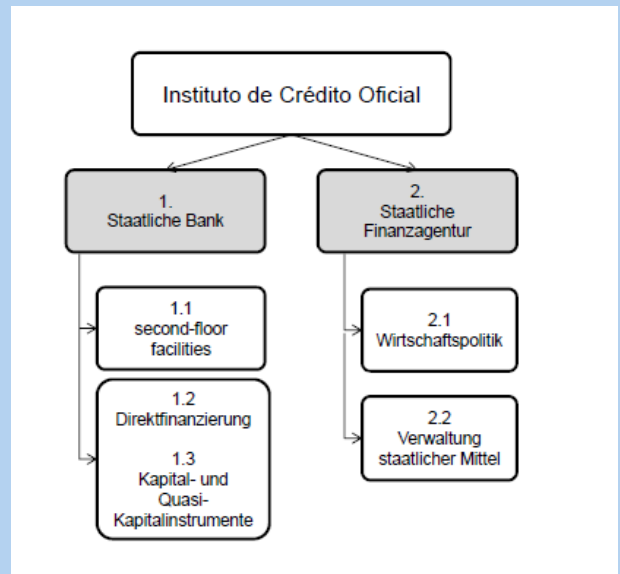 Instituto de Crédito Oficial
1.
Staatliche Bank
2.
Staatliche
Finanzagentur
1.1
second-floor
facilities
2.1
Wirtschaftspolitik
1.2
Direktfinanzierung
1.3
Kapital- und
Quasi-
Kapitalinstrumente
2.2
Verwaltung
staatlicher Mittel